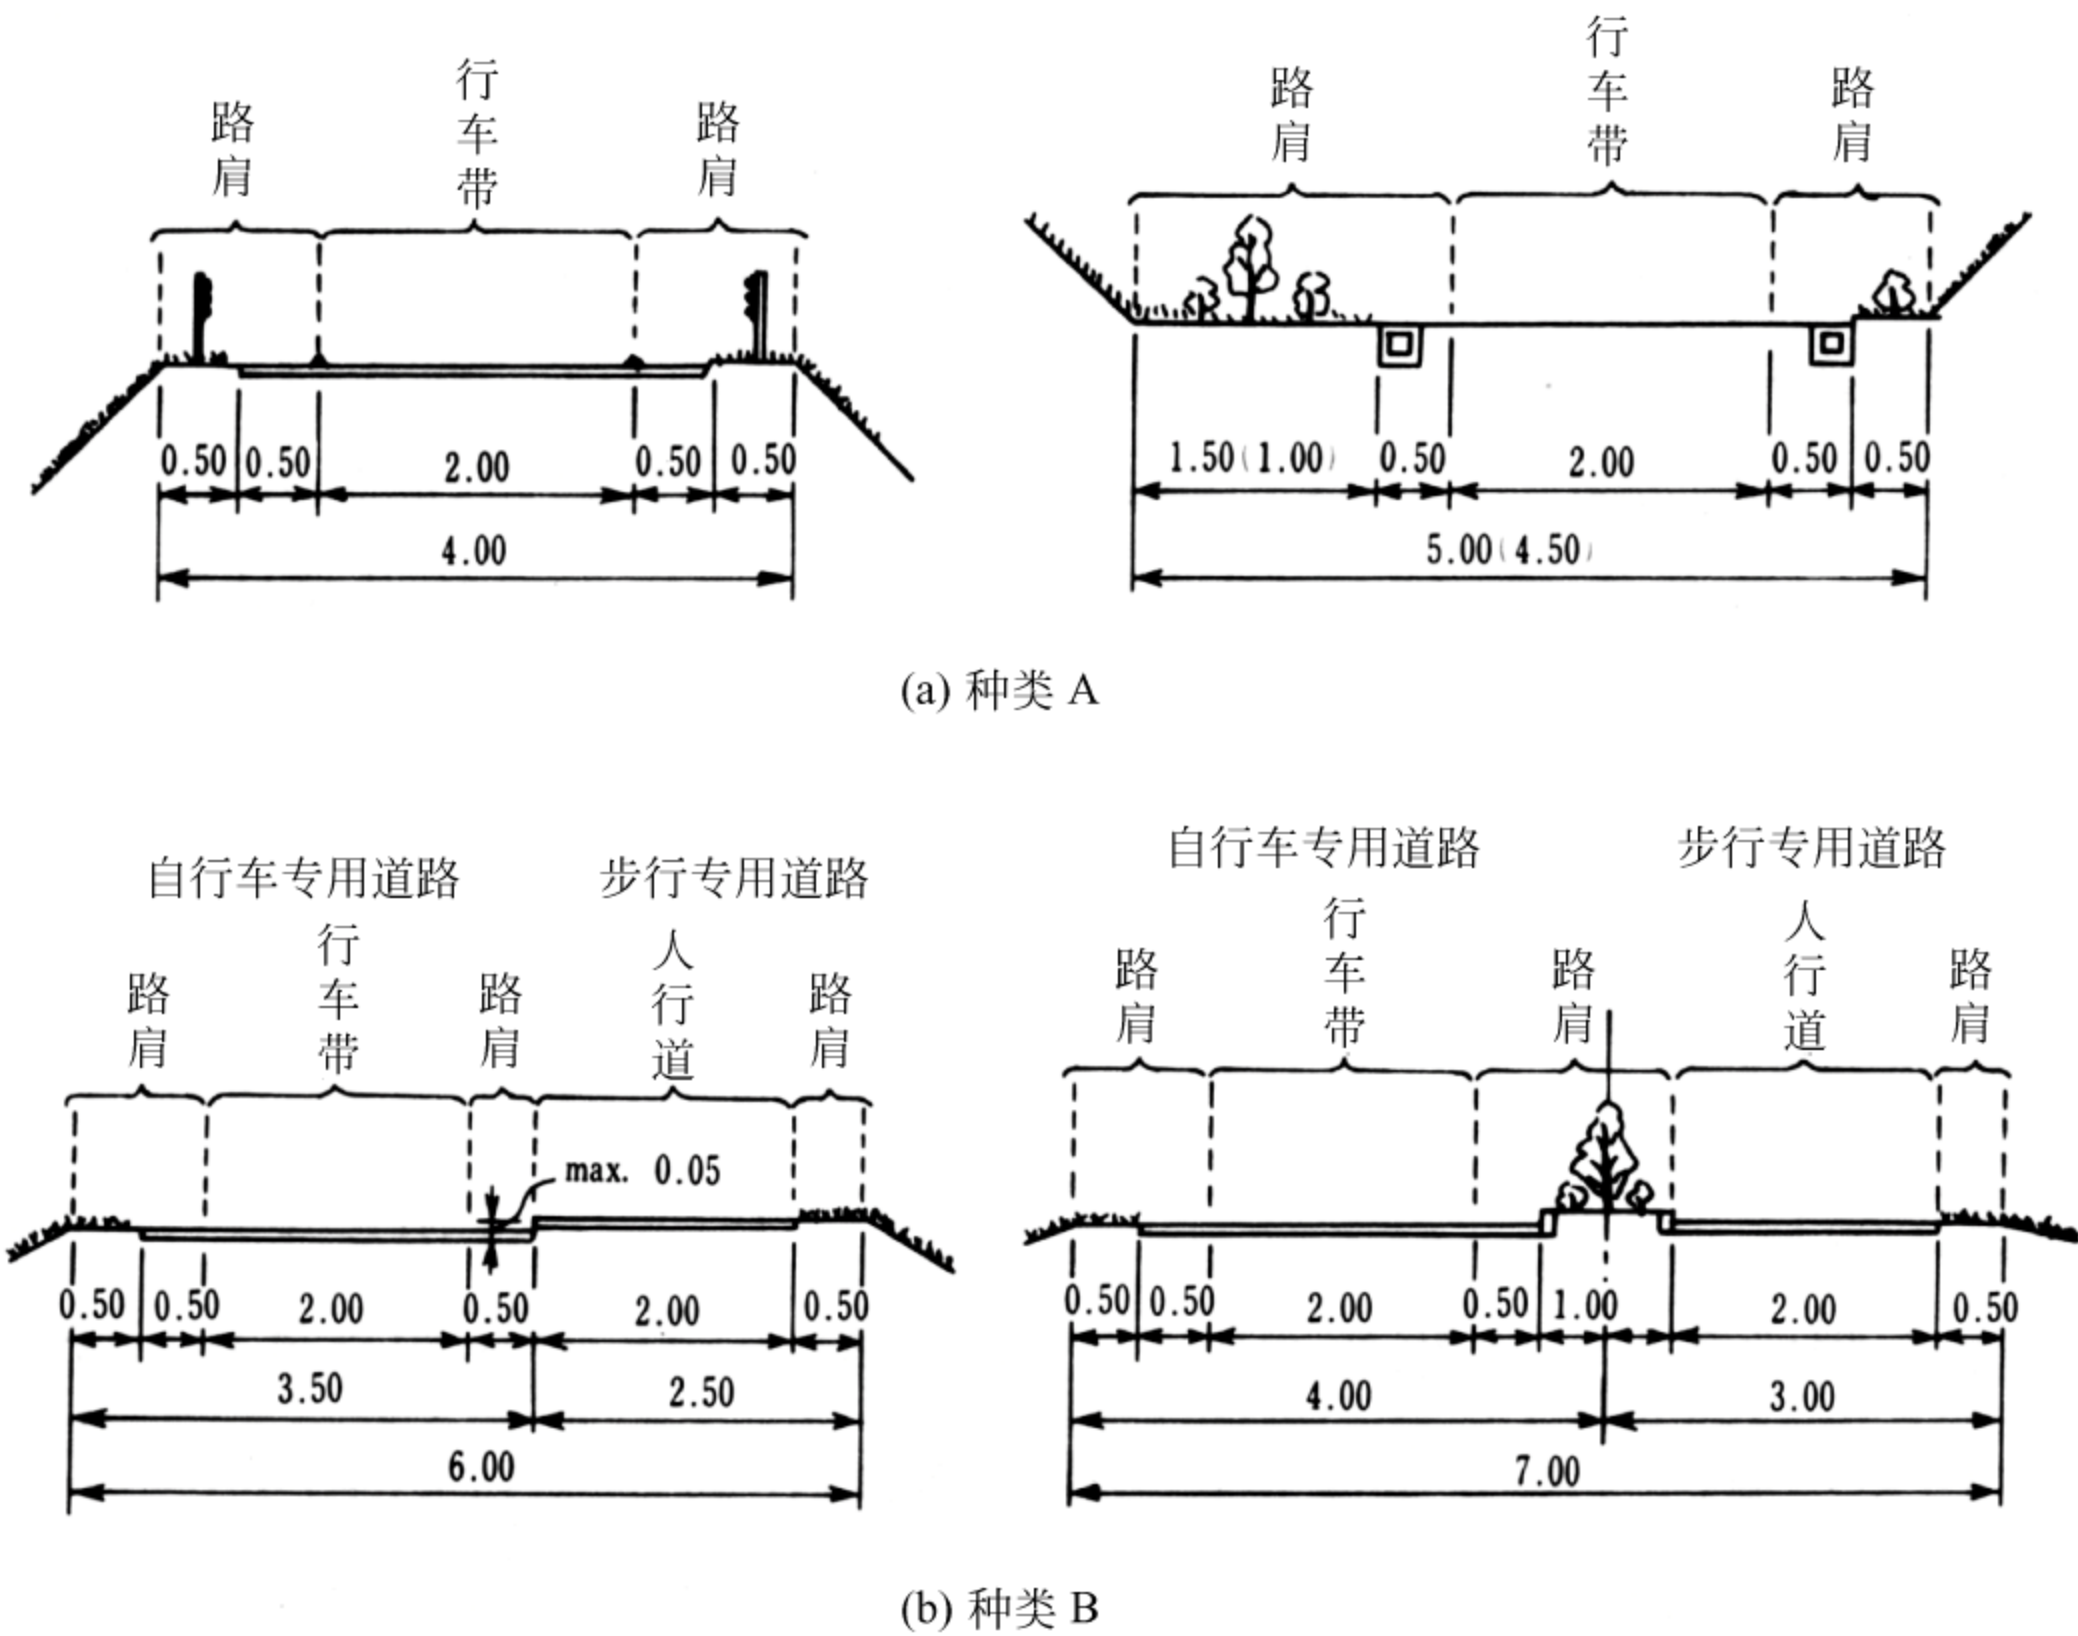 路肩
行车带
路肩
0.50 0.50 2.00 0.50 0.50
4.00
路肩
行车带
路肩
1.50(1.00) 0.50 2.00 0.50 0.50
5.00(4.50)
(a) 种类 A
自行车专用道路 步行专用道路
路肩
行车带
路肩
人行道
路肩
max. 0.05
0.50 0.50 2.00 0.50 2.00 0.50
3.50 2.50
6.00
自行车专用道路 步行专用道路
路肩
行车带
路肩
人行道
路肩
0.50 0.50 2.00 0.50 1.00 2.00 0.50
4.00 3.00
7.00
(b) 种类 B